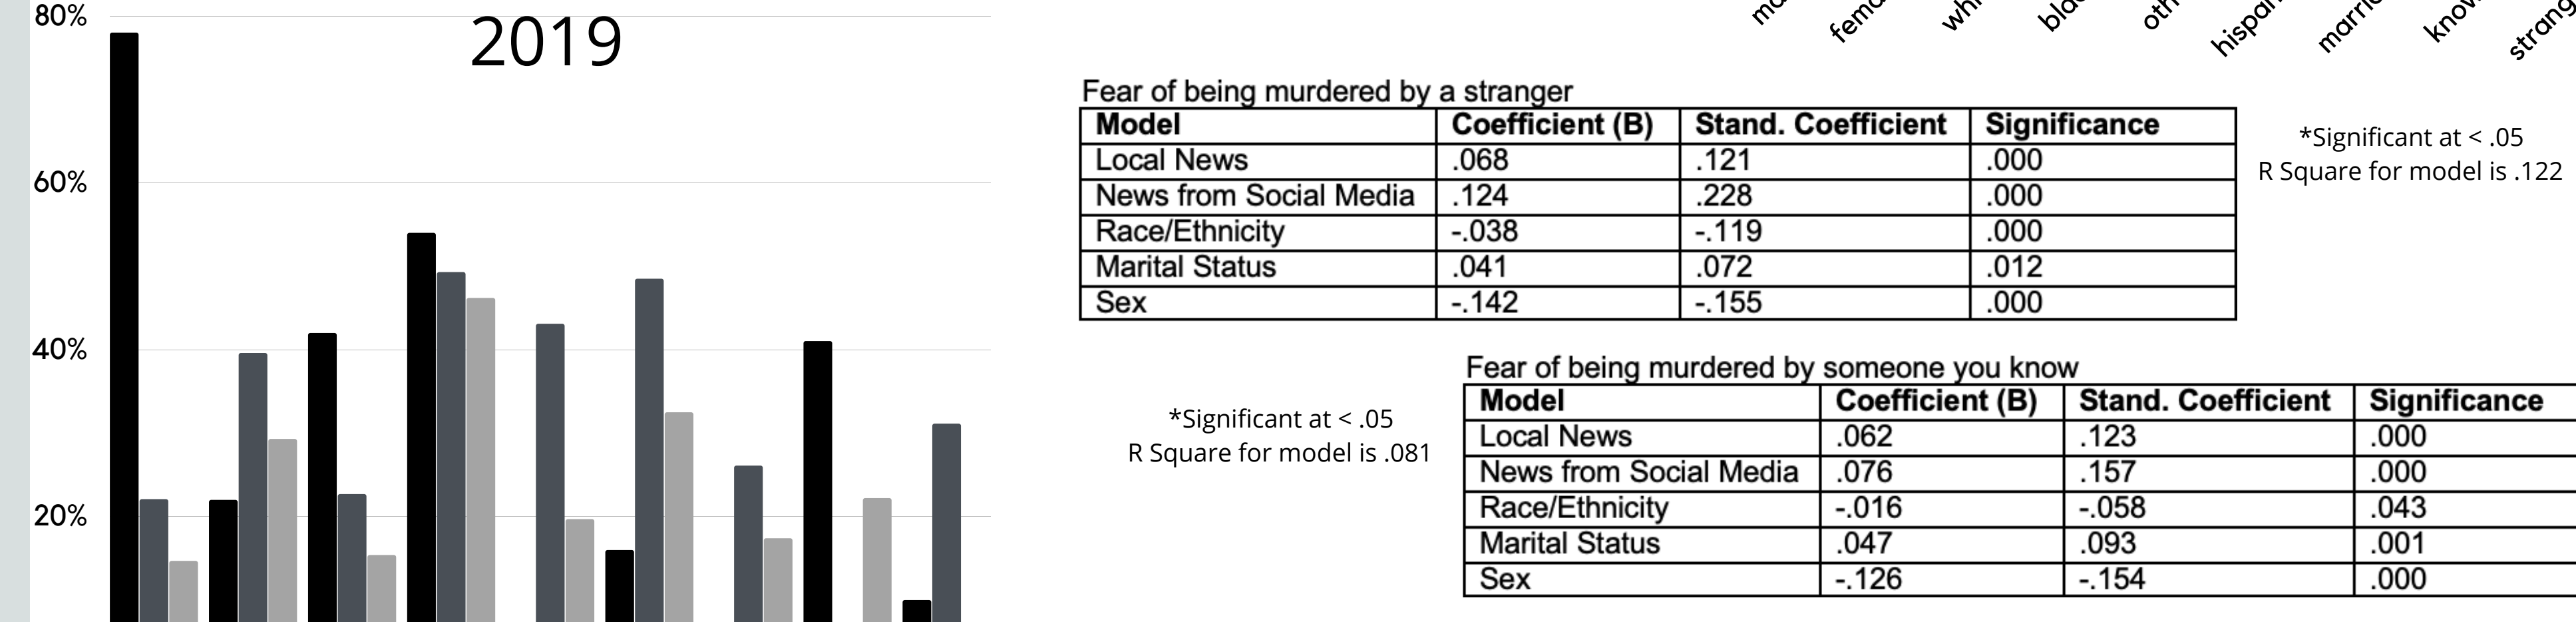 80%
2019
60%
40%
20%
Fear of being murdered by a stranger
Model Coefficient (B) Stand. Coefficient Significance
Local News .068 .121 .000
News from Social Media .124 .228 .000
Race/Ethnicity -.038 -.119 .000
Marital Status .041 .072 .012
Sex -.142 -.155 .000
*Significant at < .05
R Square for model is .122
Fear of being murdered by someone you know
Model Coefficient (B) Stand. Coefficient Significance
Local News .062 .123 .000
News from Social Media .076 .157 .000
Race/Ethnicity -.016 -.058 .043
Marital Status .047 .093 .001
Sex -.126 -.154 .000
*Significant at < .05
R Square for model is .081